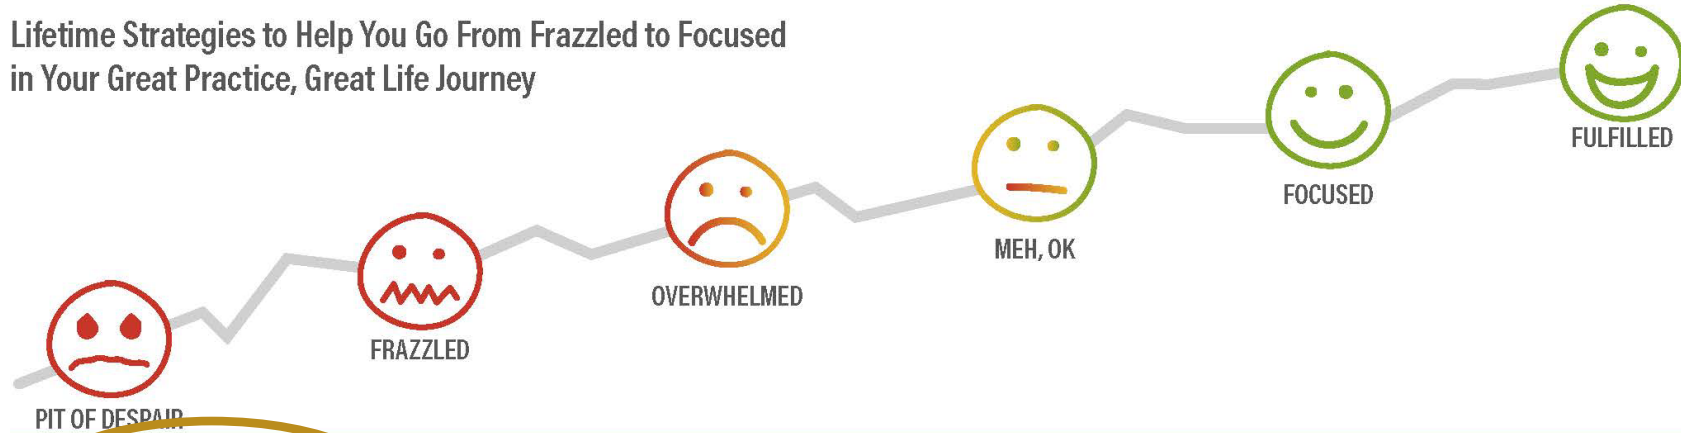 Lifetime Strategies to Help You Go From Frazzled to Focused
in Your Great Practice, Great Life Journey
FULFILLED
FOCUSED
MEH, OK
OVERWHELMED
FRAZZLED
PIT OF DESPAIR